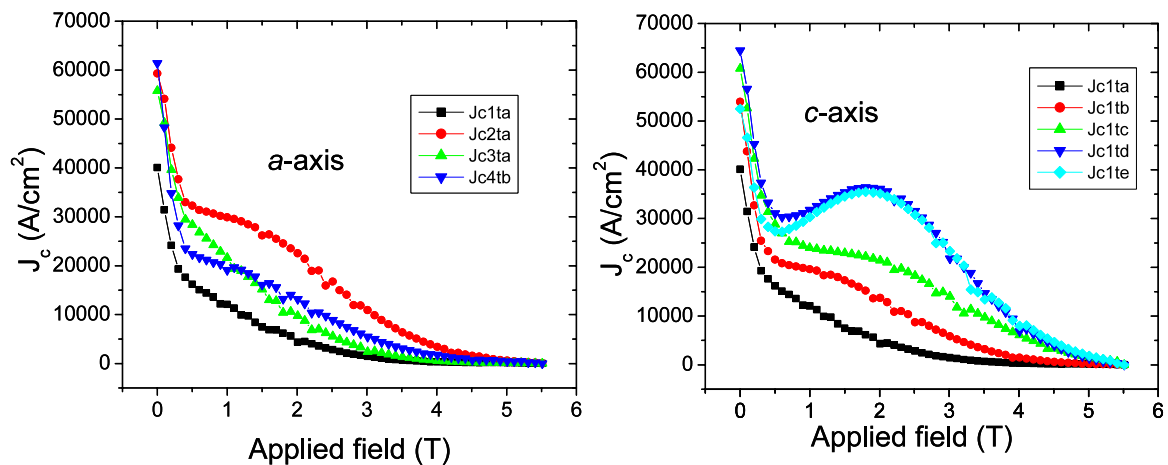 70000
60000
50000
40000
30000
20000
10000
0
J_c (A/cm²)
Jc1ta
Jc2ta
Jc3ta
Jc4tb
a-axis
0 1 2 3 4 5 6
Applied field (T)
70000
60000
50000
40000
30000
20000
10000
0
J_c (A/cm²)
c-axis
Jc1ta
Jc1tb
Jc1tc
Jc1td
Jc1te
0 1 2 3 4 5 6
Applied field (T)